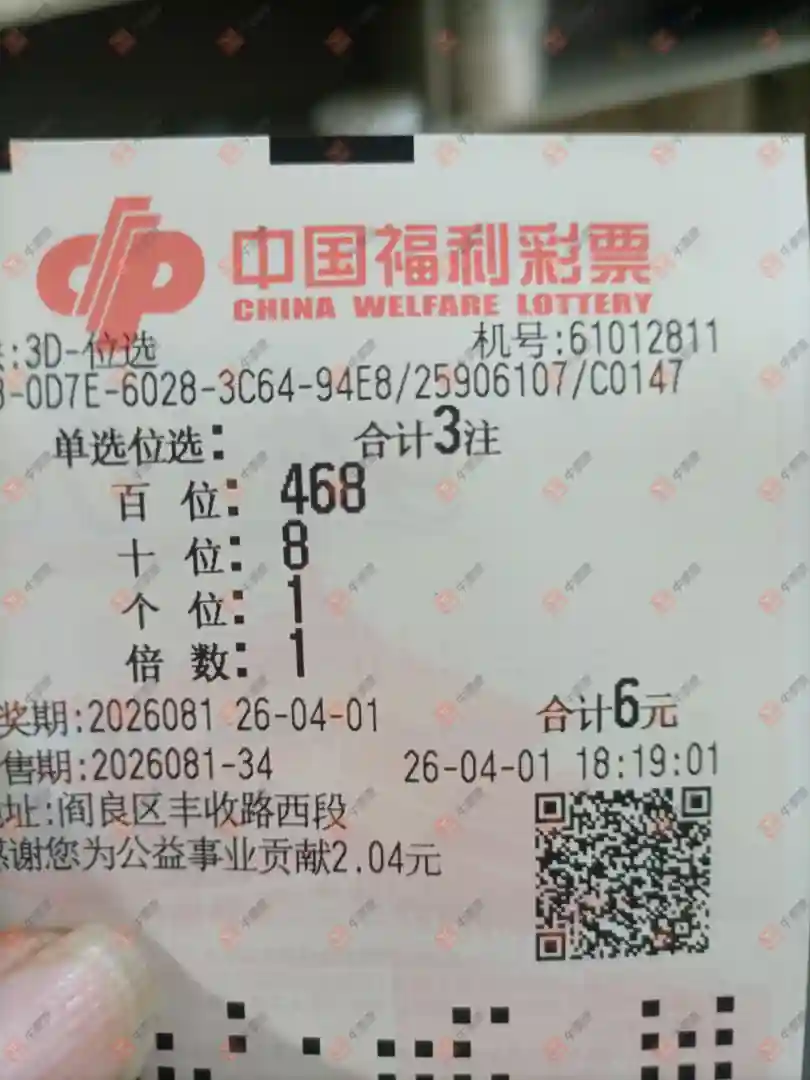 中国福利彩票
CHINA WELFARE LOTTERY
:3D-位选 机号:61012811
-0D7E-6028-3C64-94E8/25906107/C0147
单选位选: 合计3注
百 位: 468
十 位: 8
个 位: 1
倍 数: 1
奖期:2026081 26-04-01 合计6元
售期:2026081-34 26-04-01 18:19:01
址:阎良区丰收路西段
感谢您为公益事业贡献2.04元